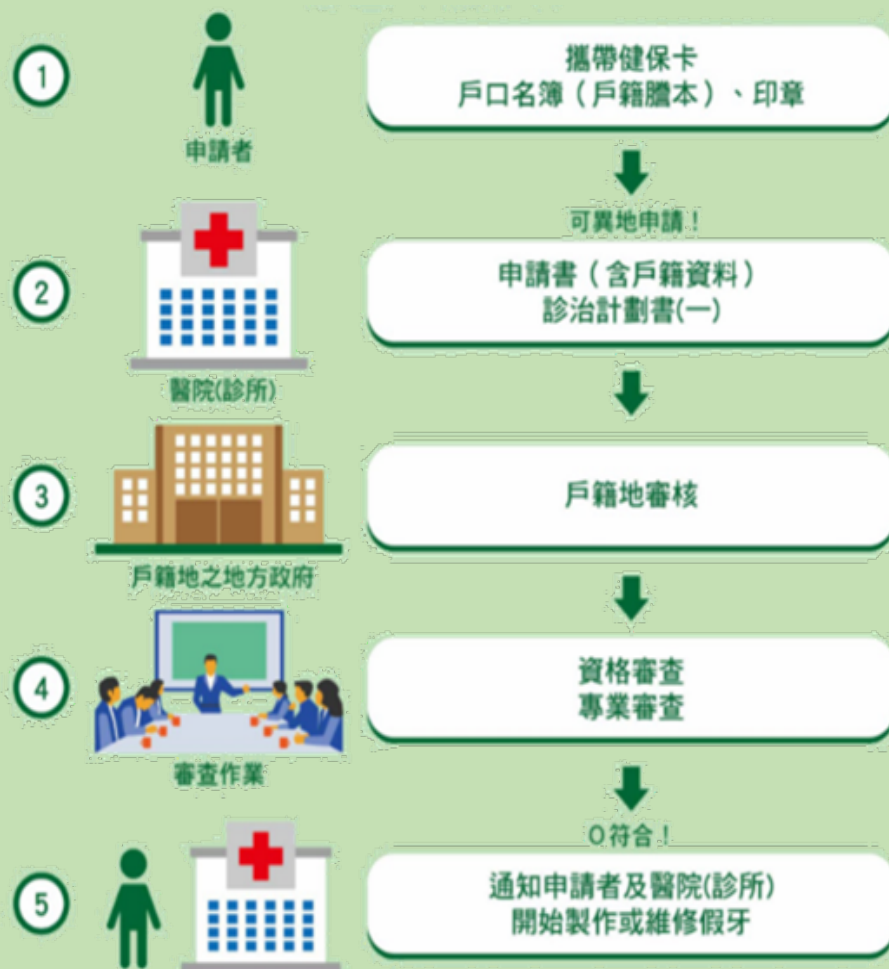 1
申請者
攜帶健保卡
戶口名簿（戶籍謄本）、印章
可異地申請！
2
醫院(診所)
申請書（含戶籍資料）
診治計劃書(一)
3
戶籍地之地方政府
戶籍地審核
4
審查作業
資格審查
專業審查
O符合！
5
通知申請者及醫院(診所)
開始製作或維修假牙